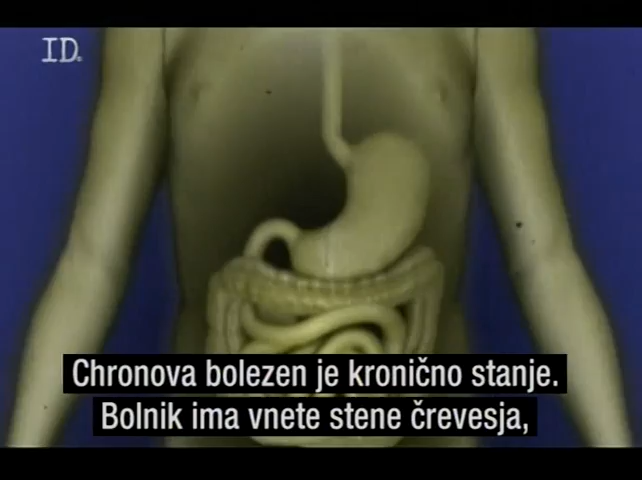 ID.
Chronova bolezen je kronično stanje.
Bolnik ima vnete stene črevesja,